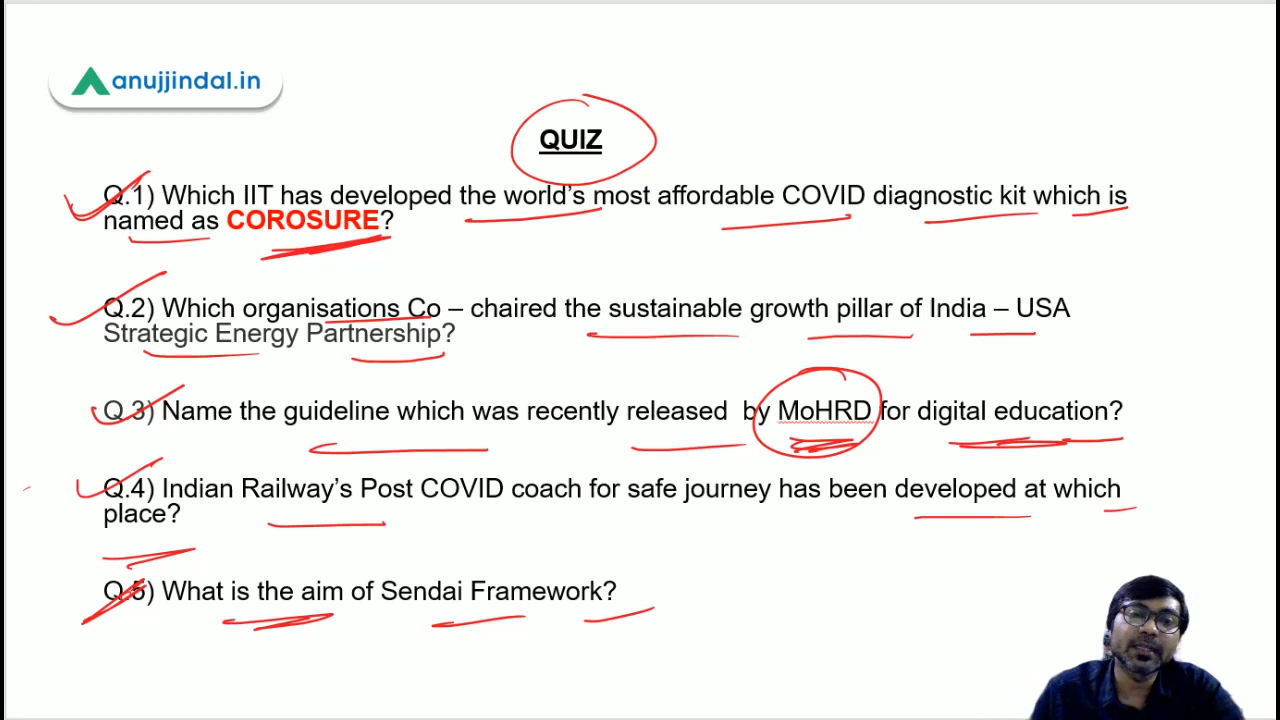 anujjindal.in
QUIZ
Q.1) Which IIT has developed the world's most affordable COVID diagnostic kit which is
named as COROSURE?
Q.2) Which organisations Co – chaired the sustainable growth pillar of India – USA
Strategic Energy Partnership?
Q 3) Name the guideline which was recently released by MoHRD for digital education?
Q.4) Indian Railway's Post COVID coach for safe journey has been developed at which
place?
Q.5) What is the aim of Sendai Framework?